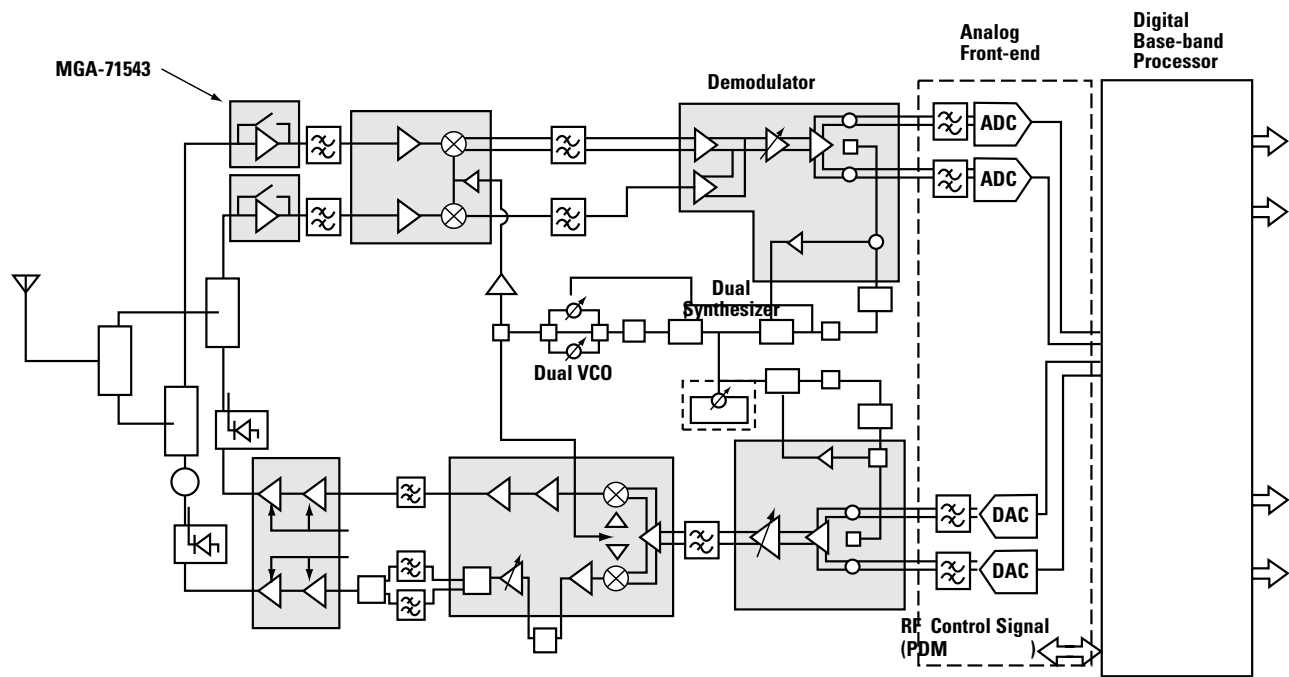 Analog
Front-end
Digital
Base-band
Processor
MGA-71543
Demodulator
ADC
ADC
Dual
Synthesizer
Dual VCO
DAC
DAC
RF Control Signal
(PDM )